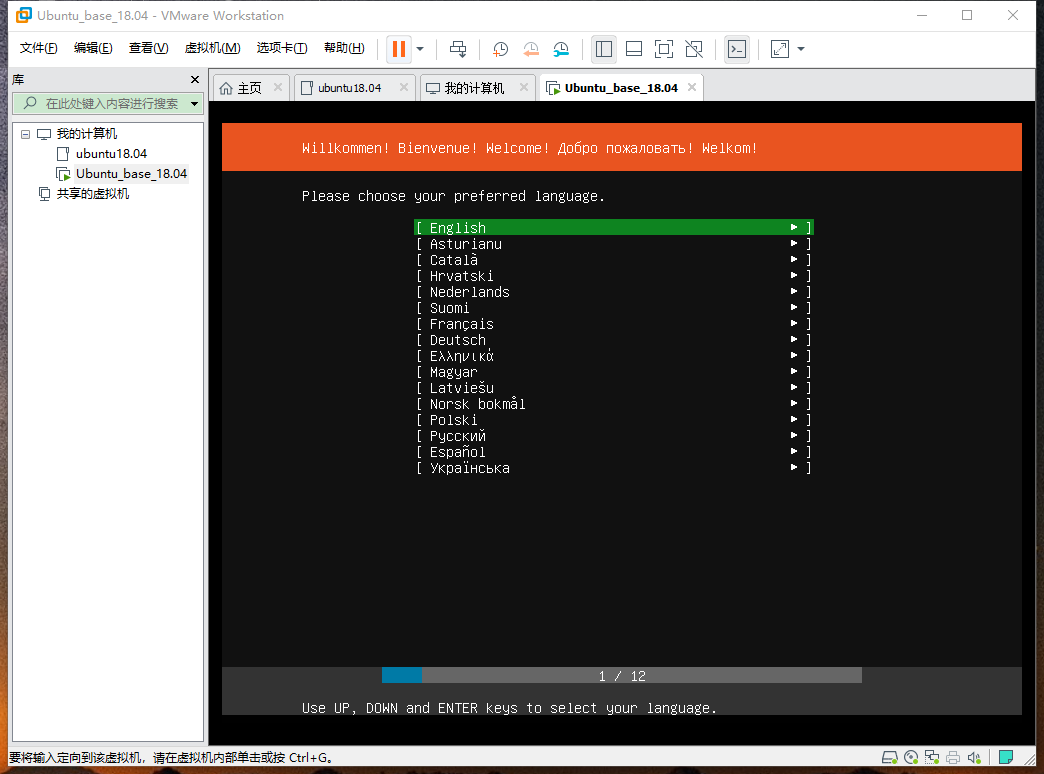 Ubuntu_base_18.04 - VMware Workstation
文件(F) 编辑(E) 查看(V) 虚拟机(M) 选项卡(T) 帮助(H)
库
在此处键入内容进行搜索
我的计算机
ubuntu18.04
Ubuntu_base_18.04
共享的虚拟机
主页 ubuntu18.04 我的计算机 Ubuntu_base_18.04
Willkommen! Bienvenue! Welcome! Добро пожаловать! Welkom!
Please choose your preferred language.
[ English ► ]
[ Asturianu ► ]
[ Català ► ]
[ Hrvatski ► ]
[ Nederlands ► ]
[ Suomi ► ]
[ Français ► ]
[ Deutsch ► ]
[ Ελληνικά ► ]
[ Magyar ► ]
[ Latviešu ► ]
[ Norsk bokmål ► ]
[ Polski ► ]
[ Русский ► ]
[ Español ► ]
[ Українська ► ]
1 / 12
Use UP, DOWN and ENTER keys to select your language.
要将输入定向到该虚拟机，请在虚拟机内部单击或按 Ctrl+G。